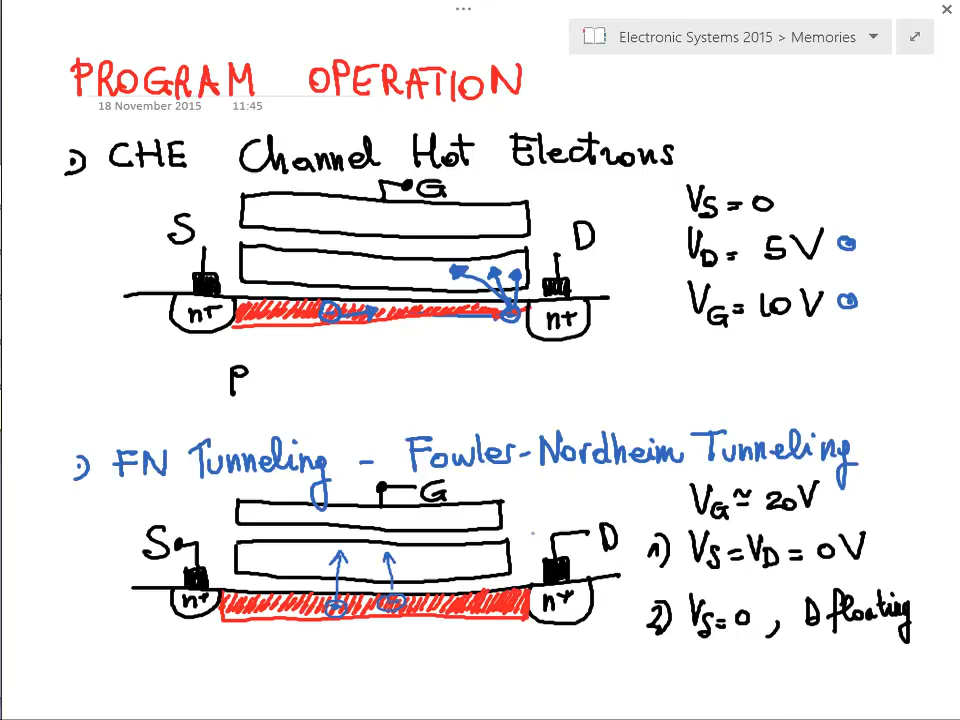 Electronic Systems 2015 > Memories
PROGRAM OPERATION
18 November 2015 11:45
•) CHE Channel Hot Electrons
G
S
D
VS = 0
VD = 5V
VG = 10V
n+
n+
P
•) FN Tunneling - Fowler-Nordheim Tunneling
G
VG ≃ 20V
S
D
1) VS = VD = 0V
n+
n+
2) VS = 0, D floating